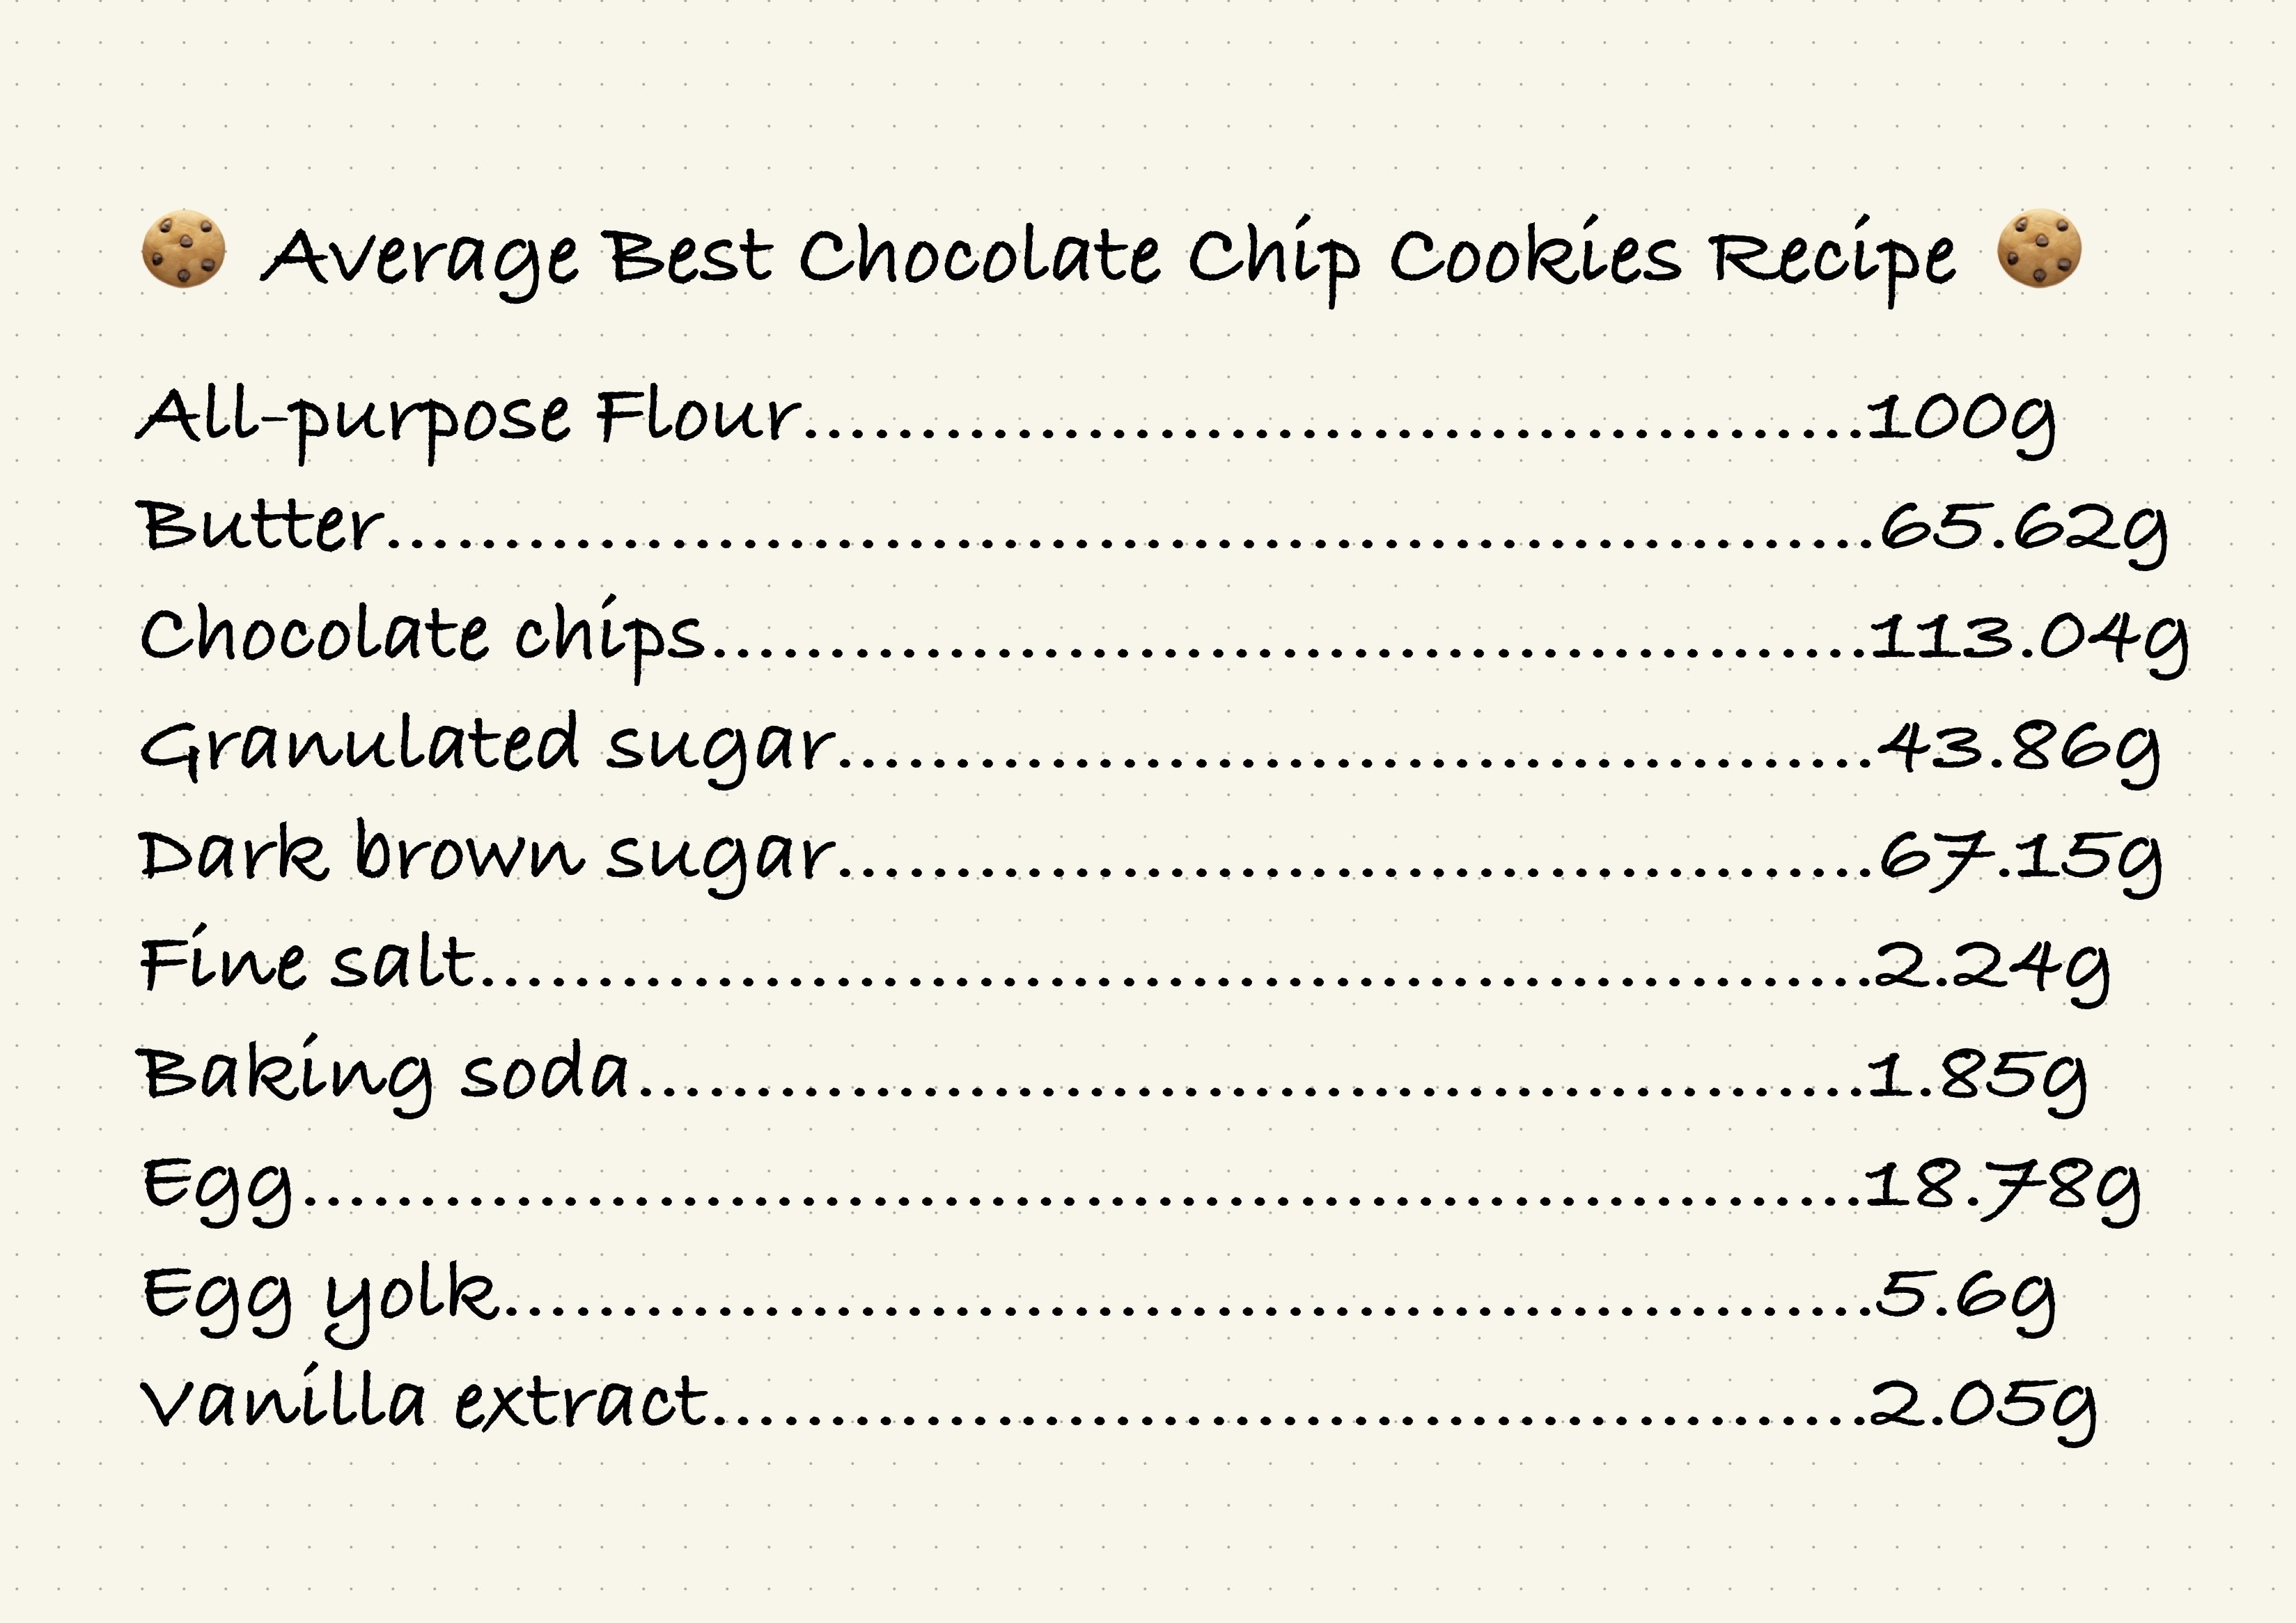 🍪 Average Best Chocolate Chip Cookies Recipe 🍪
All-purpose Flour.............................................100g
Butter...............................................................65.62g
Chocolate chips.................................................113.04g
Granulated sugar............................................43.86g
Dark brown sugar............................................67.15g
Fine salt...........................................................2.24g
Baking soda....................................................1.85g
Egg..................................................................18.78g
Egg yolk..........................................................5.6g
Vanilla extract.................................................2.05g